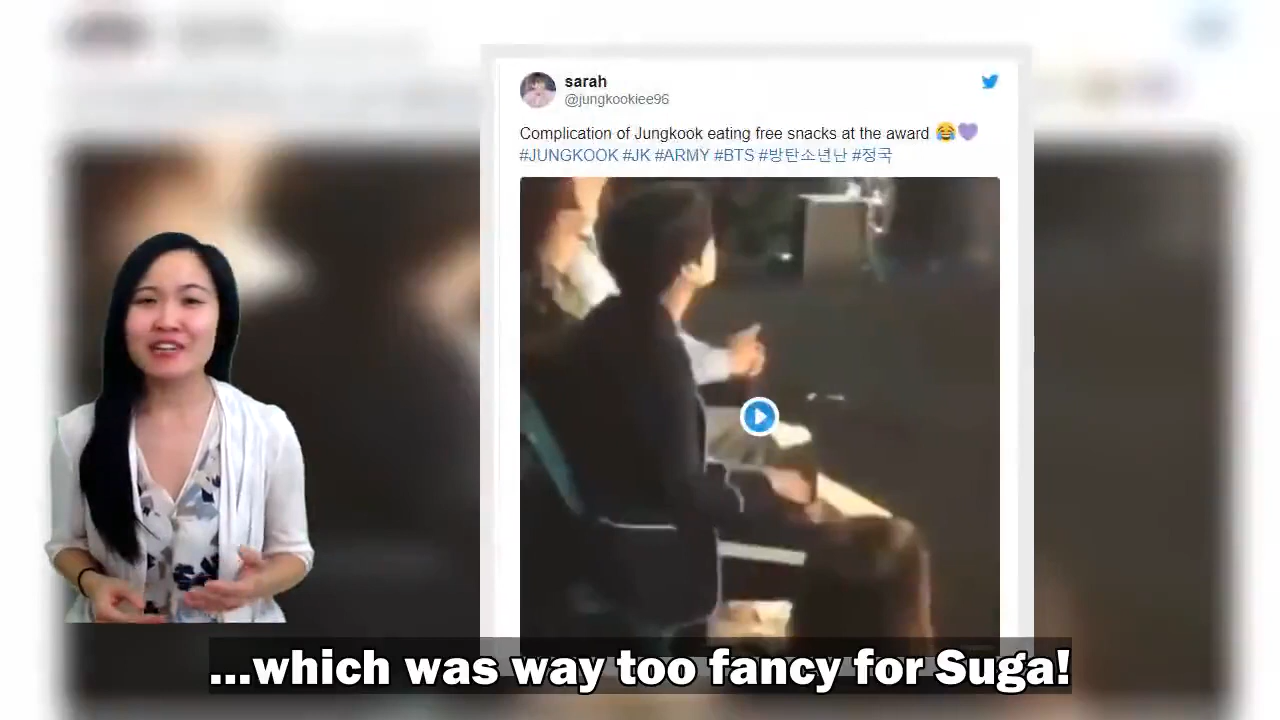 sarah
@jungkookiee96
Complication of Jungkook eating free snacks at the award 😂💜
#JUNGKOOK #JK #ARMY #BTS #방탄소년난 #정국
...which was way too fancy for Suga!